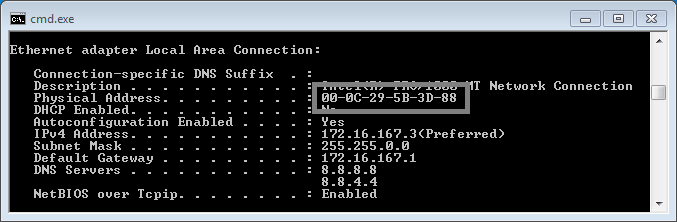 cmd.exe
Ethernet adapter Local Area Connection:
Connection-specific DNS Suffix . :
Description . . . . . . . . . . . : Intel(R) PRO/1000 MT Network Connection
Physical Address. . . . . . . . . : 00-0C-29-5B-3D-88
DHCP Enabled. . . . . . . . . . . : No
Autoconfiguration Enabled . . . . : Yes
IPv4 Address. . . . . . . . . . . : 172.16.167.3(Preferred)
Subnet Mask . . . . . . . . . . . : 255.255.0.0
Default Gateway . . . . . . . . . : 172.16.167.1
DNS Servers . . . . . . . . . . . : 8.8.8.8
8.8.4.4
NetBIOS over Tcpip. . . . . . . . : Enabled